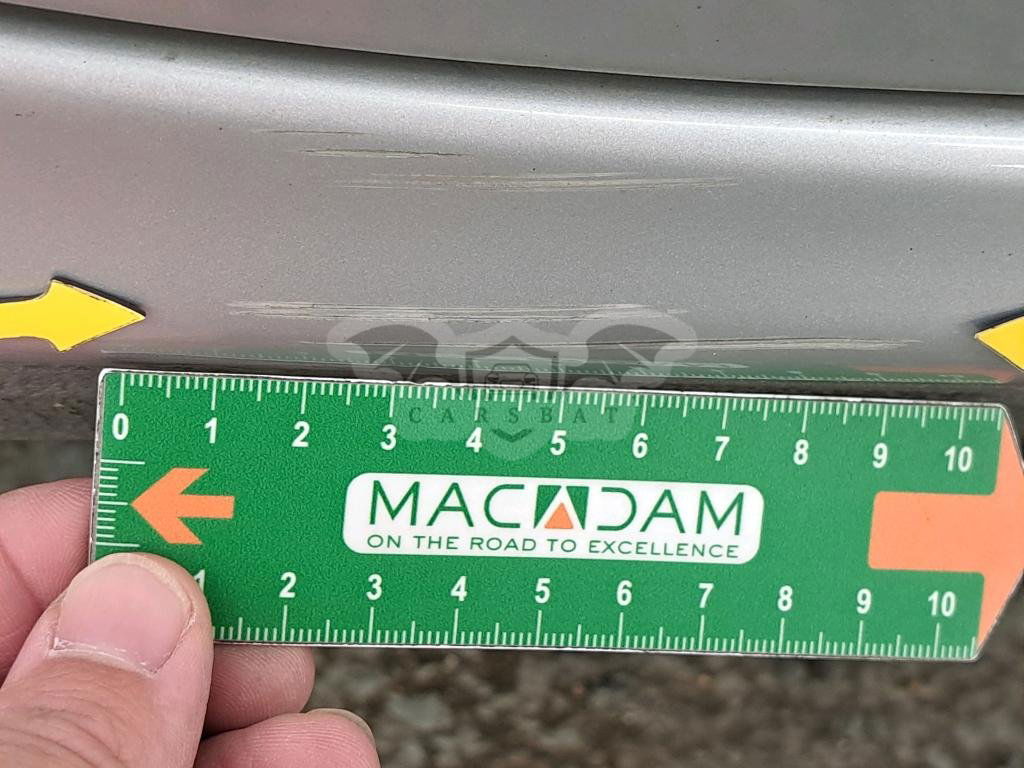 CARSBAT
0 1 2 3 4 5 6 7 8 9 10
MACADAM
ON THE ROAD TO EXCELLENCE
1 2 3 4 5 6 7 8 9 10